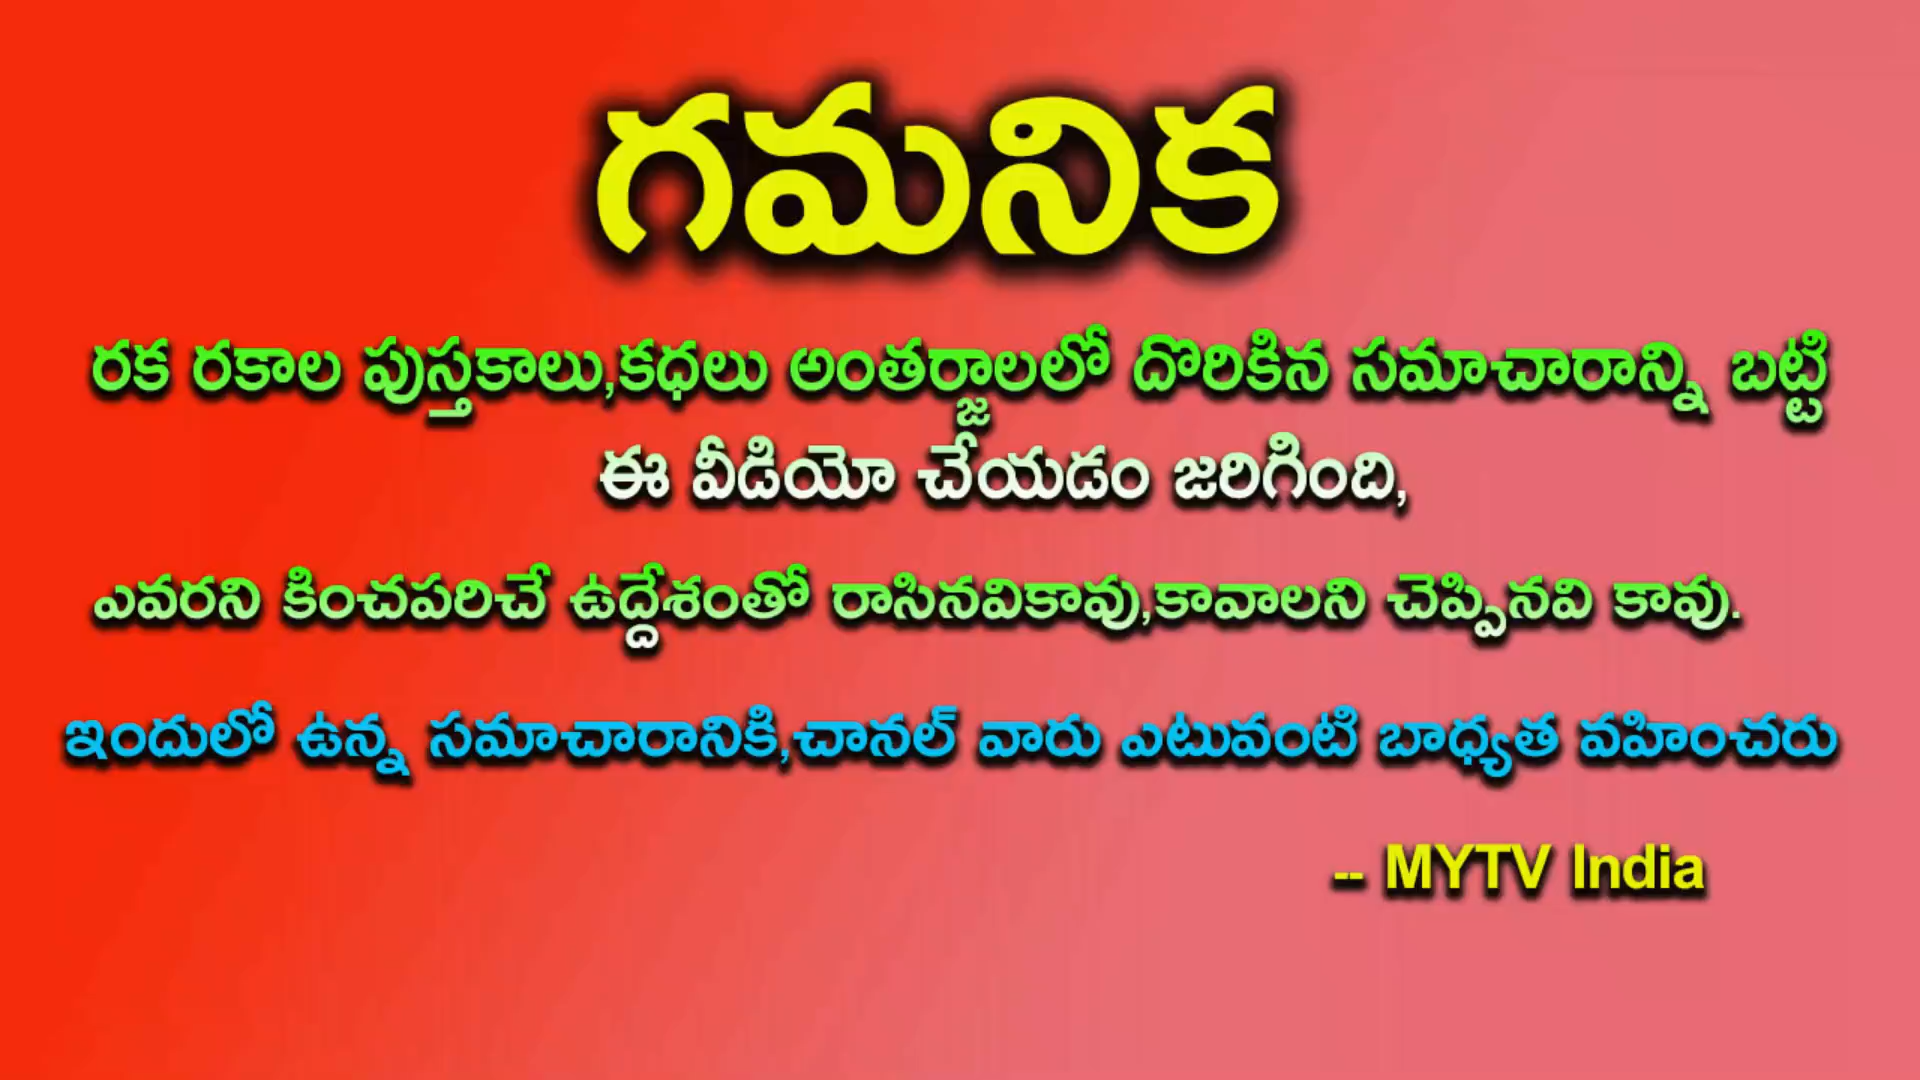 గమనిక
రక రకాల పుస్తకాలు,కధలు అంతర్జాలలో దొరికిన సమాచారాన్ని బట్టి
ఈ వీడియో చేయడం జరిగింది,
ఎవరని కించపరిచే ఉద్దేశంతో రాసినవికావు,కావాలని చెప్పినవి కావు.
ఇందులో ఉన్న సమాచారానికి,చానల్ వారు ఎటువంటి బాధ్యత వహించరు
-- MYTV India